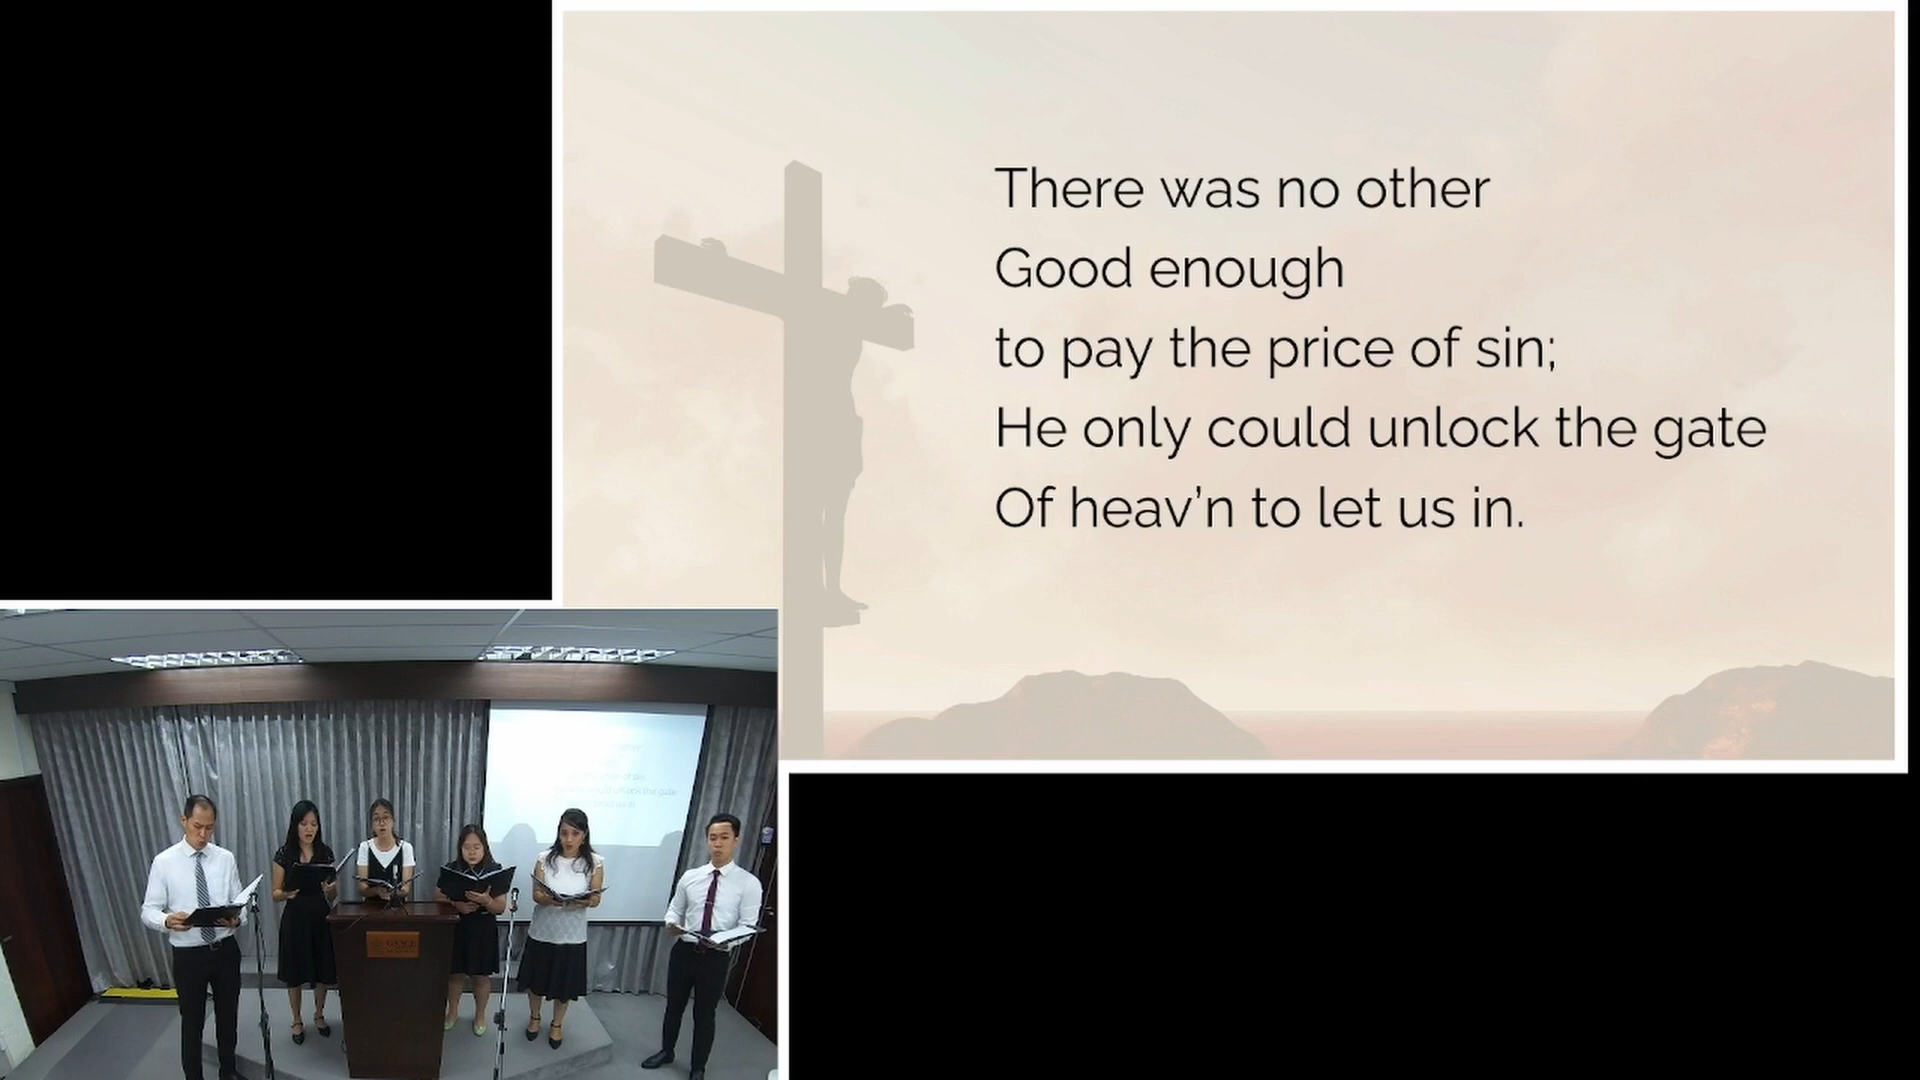 There was no other
Good enough
to pay the price of sin;
He only could unlock the gate
Of heav'n to let us in.